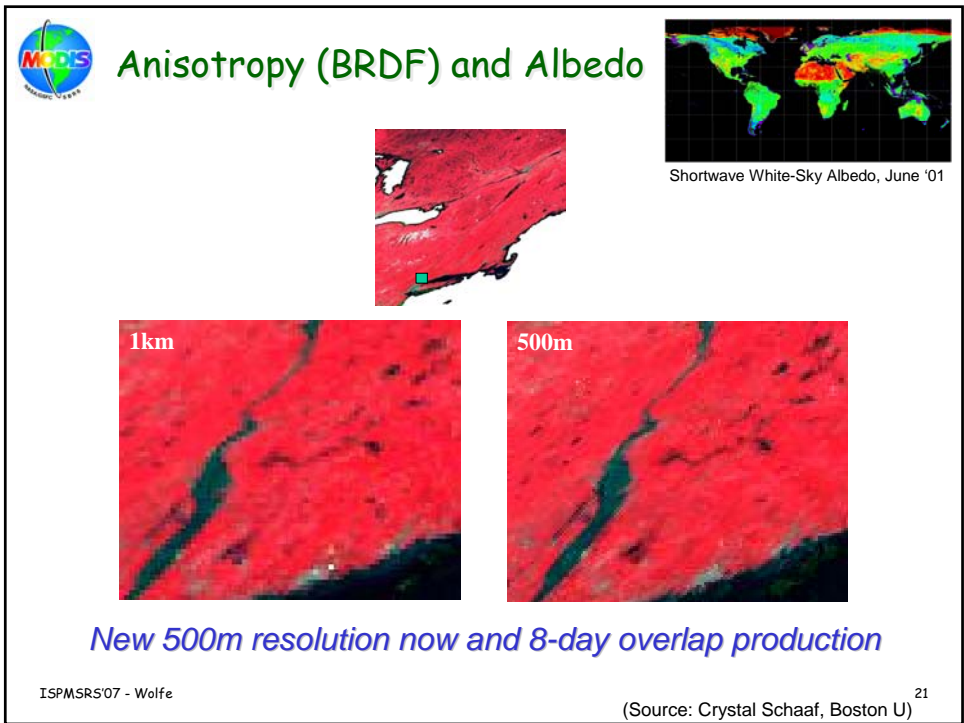 MODIS
Anisotropy (BRDF) and Albedo
Shortwave White-Sky Albedo, June ‘01
1km
500m
New 500m resolution now and 8-day overlap production
ISPMSRS'07 - Wolfe
21
(Source: Crystal Schaaf, Boston U)